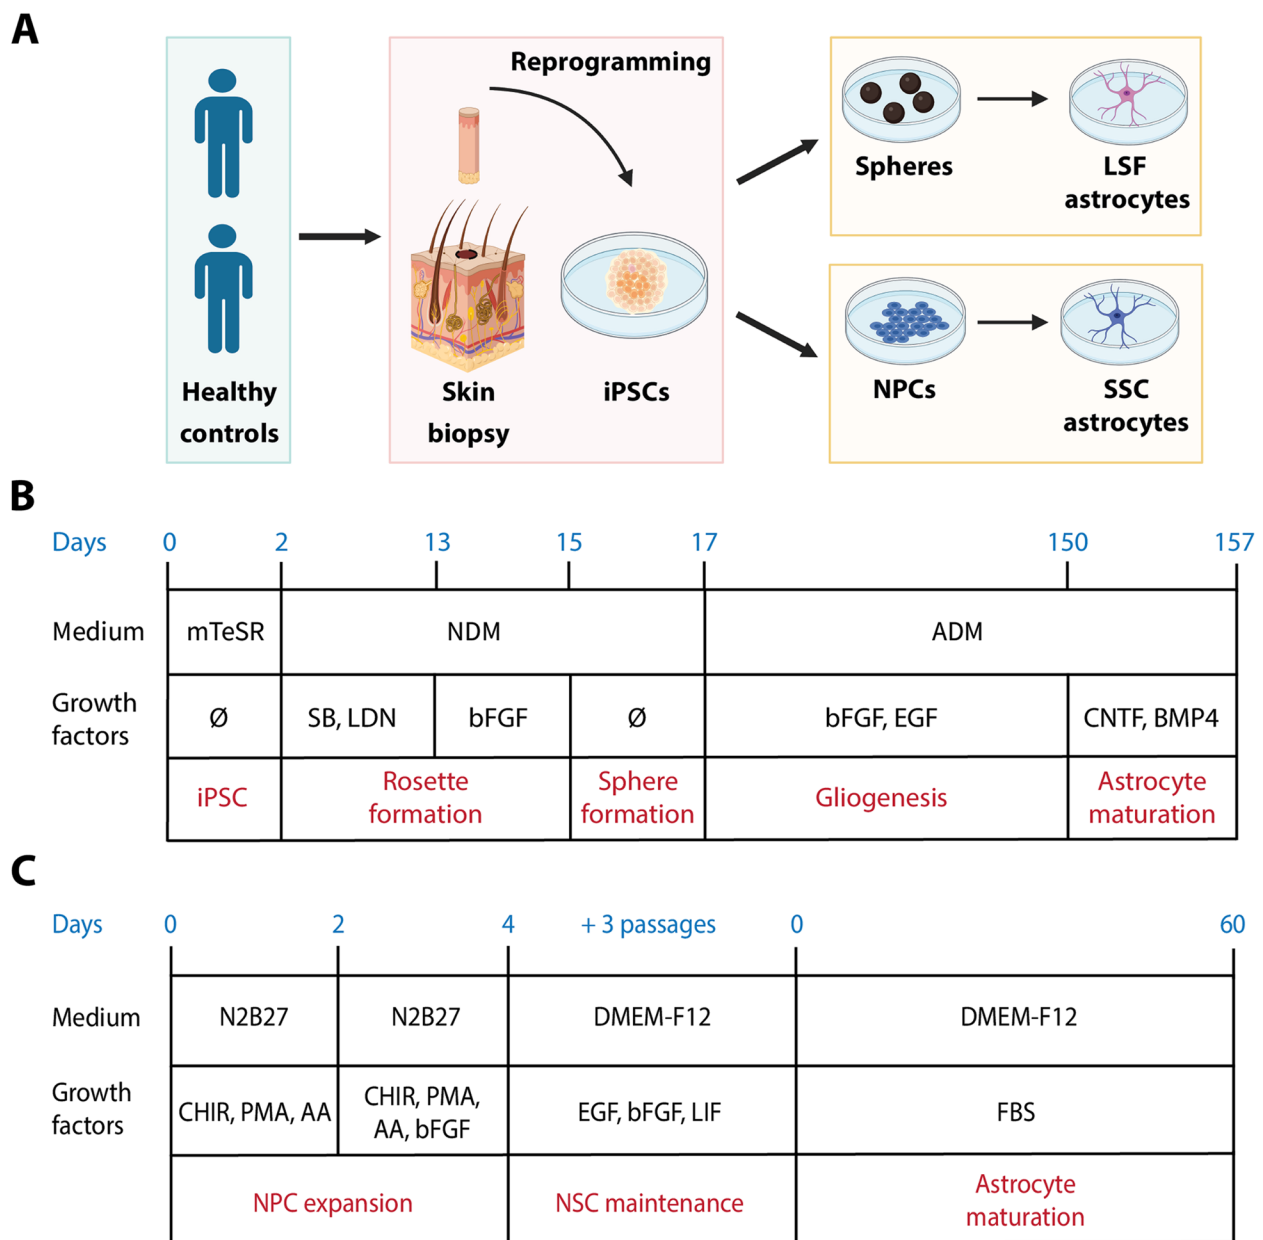 A
Reprogramming
Healthy
controls
Skin
biopsy
iPSCs
Spheres
LSF
astrocytes
NPCs
SSC
astrocytes
B
Days 0 2 13 15 17 150 157
Medium mTeSR NDM ADM
Growth
factors
Ø SB, LDN bFGF Ø bFGF, EGF CNTF, BMP4
iPSC
Rosette
formation
Sphere
formation
Gliogenesis
Astrocyte
maturation
C
Days 0 2 4 + 3 passages 0 60
Medium N2B27 N2B27 DMEM-F12 DMEM-F12
Growth
factors
CHIR, PMA, AA
CHIR, PMA,
AA, bFGF
EGF, bFGF, LIF
FBS
NPC expansion
NSC maintenance
Astrocyte
maturation